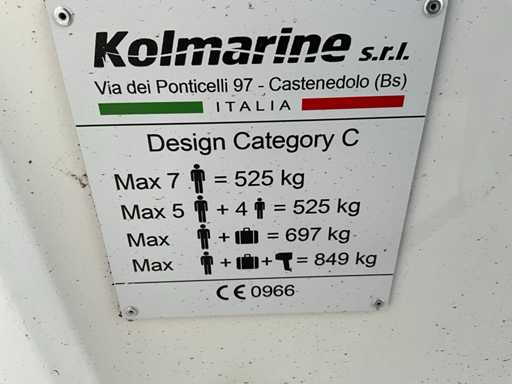 Kolmarine s.r.l.
Via dei Ponticelli 97 - Castenedolo (Bs)
ITALIA
Design Category C
Max 7 = 525 kg
Max 5 + 4 = 525 kg
Max + = 697 kg
Max + + = 849 kg
CE 0966